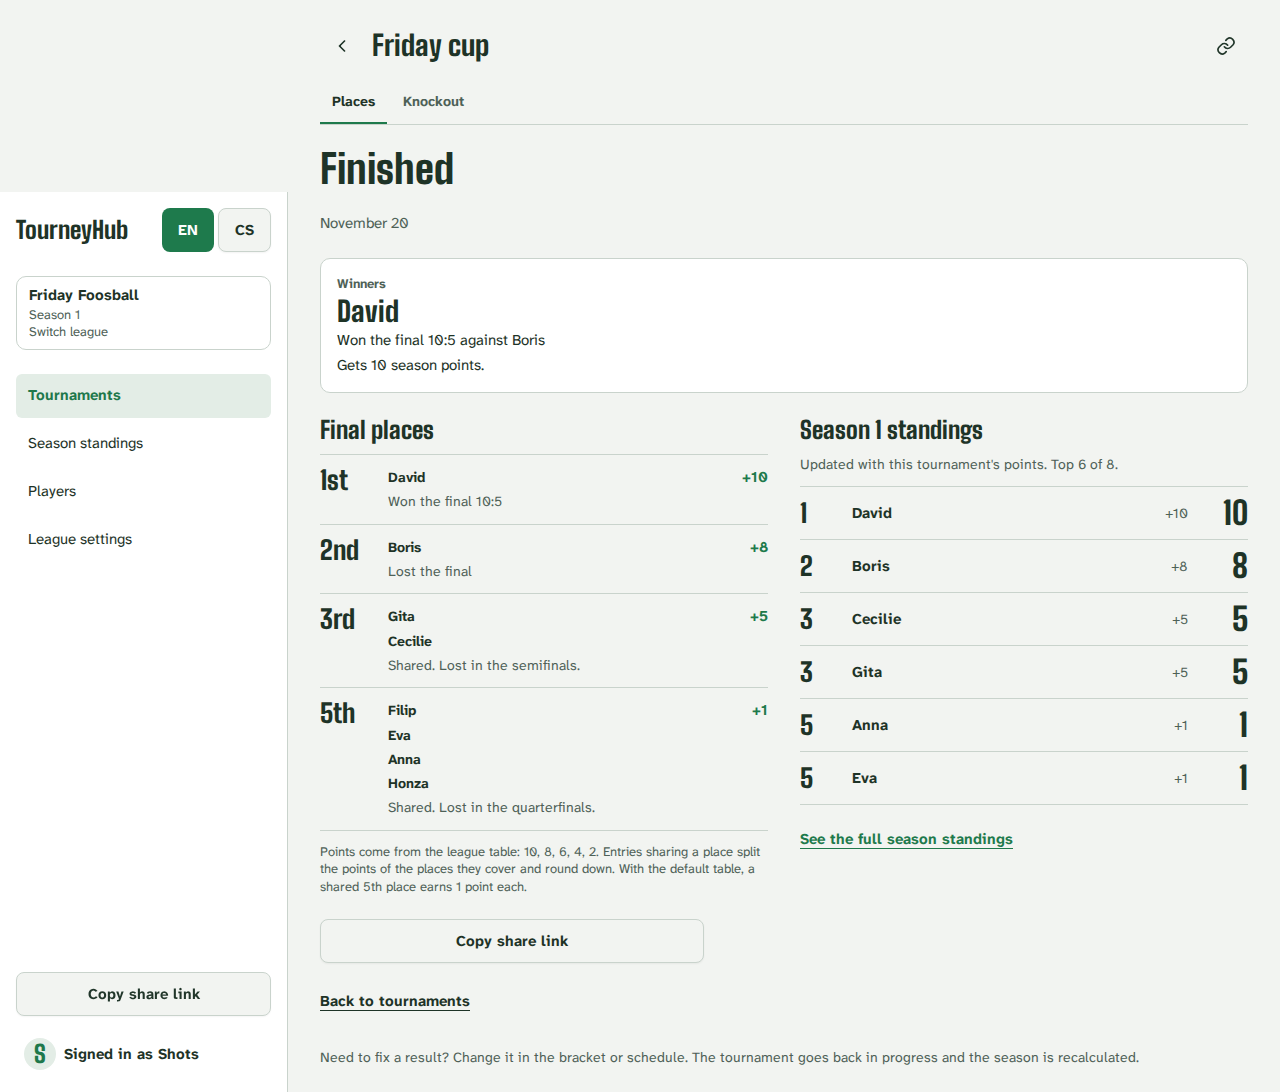 Friday cup
Places
Knockout
Finished
November 20
TourneyHub
EN
CS
Friday Foosball
Season 1
Switch league
Tournaments
Season standings
Players
League settings
Copy share link
S
Signed in as Shots
Winners
David
Won the final 10:5 against Boris
Gets 10 season points.
Final places
1st
David
+10
Won the final 10:5
2nd
Boris
+8
Lost the final
3rd
Gita
+5
Cecilie
Shared. Lost in the semifinals.
5th
Filip
+1
Eva
Anna
Honza
Shared. Lost in the quarterfinals.
Points come from the league table: 10, 8, 6, 4, 2. Entries sharing a place split
the points of the places they cover and round down. With the default table, a
shared 5th place earns 1 point each.
Copy share link
Back to tournaments
Season 1 standings
Updated with this tournament's points. Top 6 of 8.
1 David +10 10
2 Boris +8 8
3 Cecilie +5 5
3 Gita +5 5
5 Anna +1 1
5 Eva +1 1
See the full season standings
Need to fix a result? Change it in the bracket or schedule. The tournament goes back in progress and the season is recalculated.